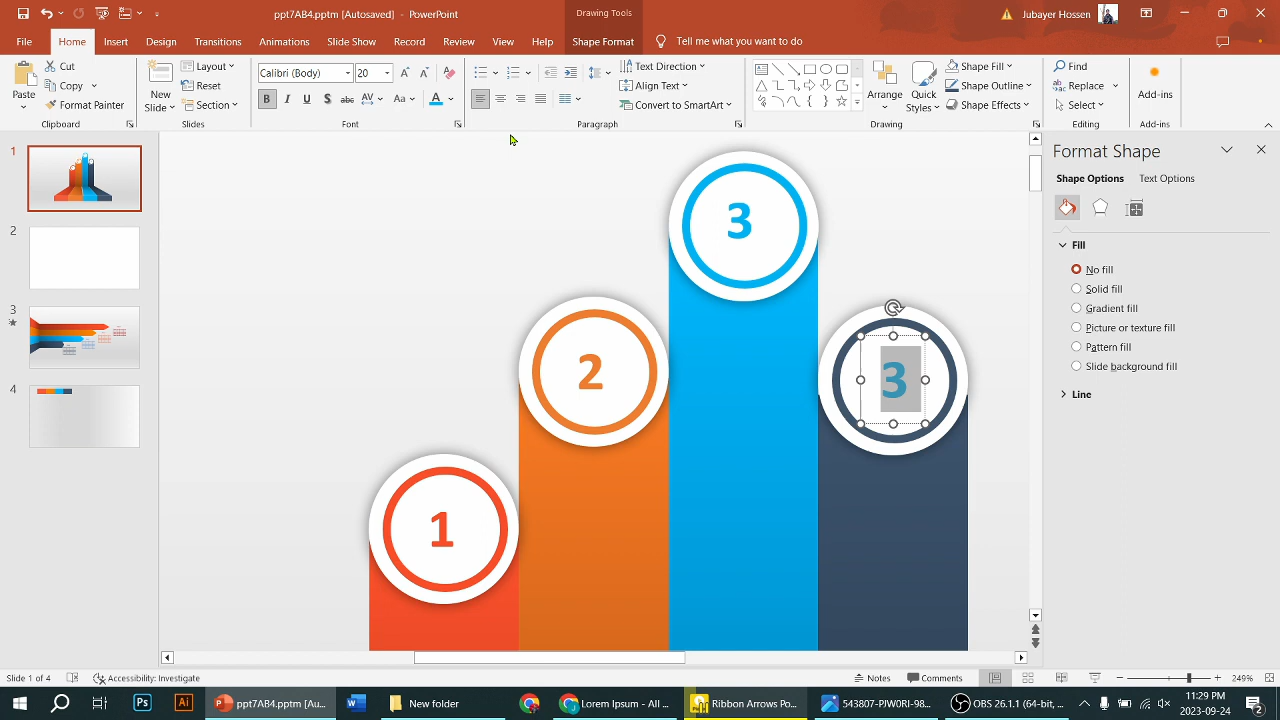 ppt7AB4.pptm [Autosaved] - PowerPoint
Drawing Tools
Jubayer Hossen
File
Home
Insert
Design
Transitions
Animations
Slide Show
Record
Review
View
Help
Shape Format
Tell me what you want to do
Paste
Cut
Copy
Format Painter
Clipboard
New Slide
Layout
Reset
Section
Slides
Calibri (Body)
20
B
I
U
S
abc
AV
Aa
A
Font
Text Direction
Align Text
Convert to SmartArt
Paragraph
Arrange
Quick Styles
Shape Fill
Shape Outline
Shape Effects
Drawing
Find
Replace
Select
Editing
Add-ins
Add-ins
1
2
3
4
3
2
3
1
Format Shape
Shape Options
Text Options
Fill
No fill
Solid fill
Gradient fill
Picture or texture fill
Pattern fill
Slide background fill
Line
Slide 1 of 4
Accessibility: Investigate
Notes
Comments
249%
Ps
Ai
ppt7AB4.pptm [Au...
New folder
Lorem Ipsum - All ...
Ribbon Arrows Po...
543807-PJW0RI-98...
OBS 26.1.1 (64-bit, ...
11:29 PM
2023-09-24
2